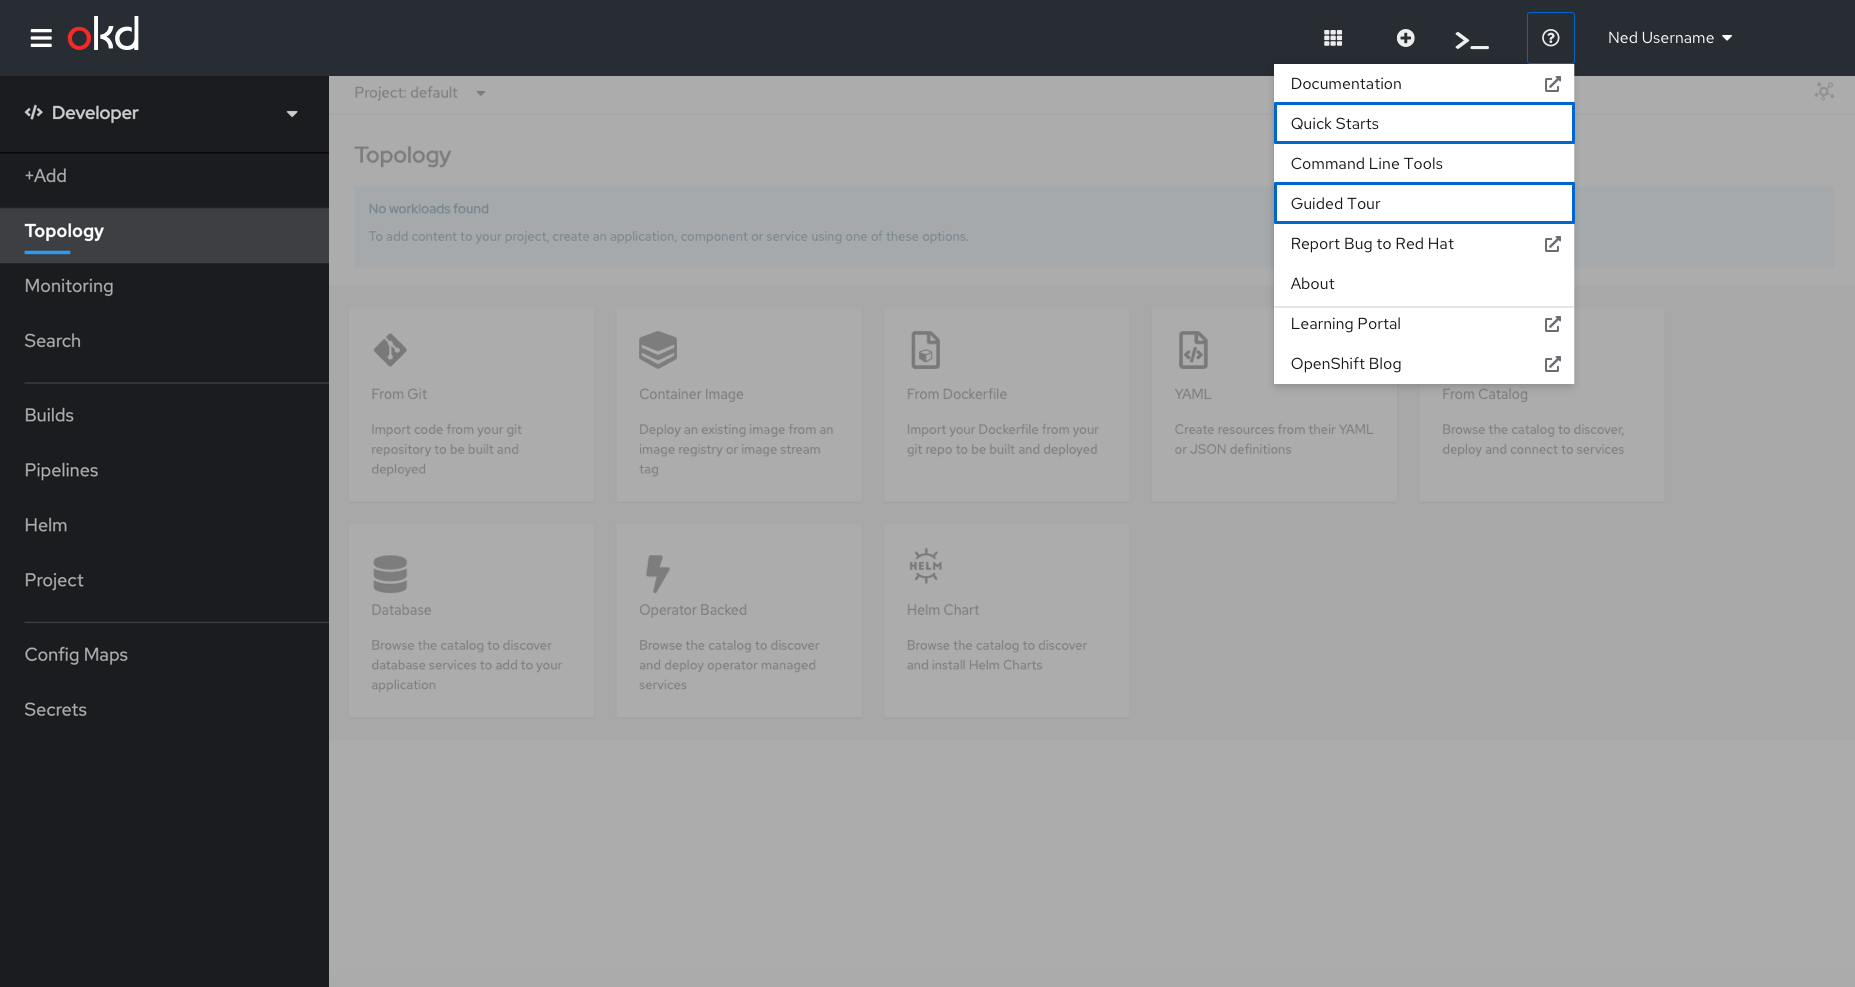 okd
Ned Username
Developer
+Add
Topology
Monitoring
Search
Builds
Pipelines
Helm
Project
Config Maps
Secrets
Project: default
Topology
No workloads found
To add content to your project, create an application, component or service using one of these options.
Documentation
Quick Starts
Command Line Tools
Guided Tour
Report Bug to Red Hat
About
Learning Portal
OpenShift Blog
From Git
Import code from your git
repository to be built and
deployed
Container Image
Deploy an existing image from an
image registry or image stream
tag
From Dockerfile
Import your Dockerfile from your
git repo to be built and deployed
YAML
Create resources from their YAML
or JSON definitions
From Catalog
Browse the catalog to discover,
deploy and connect to services
Database
Browse the catalog to discover
database services to add to your
application
Operator Backed
Browse the catalog to discover
and deploy operator managed
services
HELM
Helm Chart
Browse the catalog to discover
and install Helm Charts